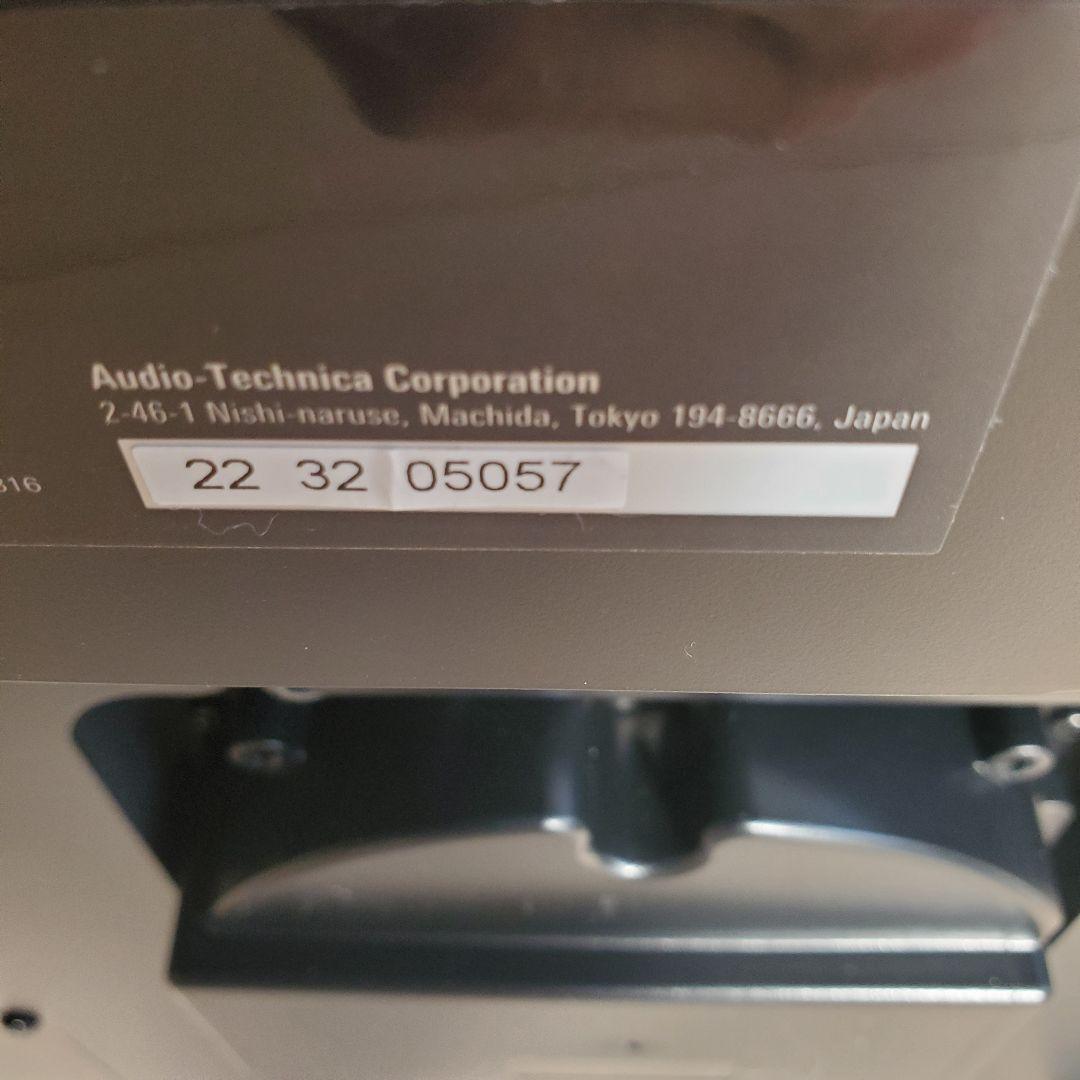 Audio-Technica Corporation
2-46-1 Nishi-naruse, Machida, Tokyo 194-8666, Japan
22 32 05057